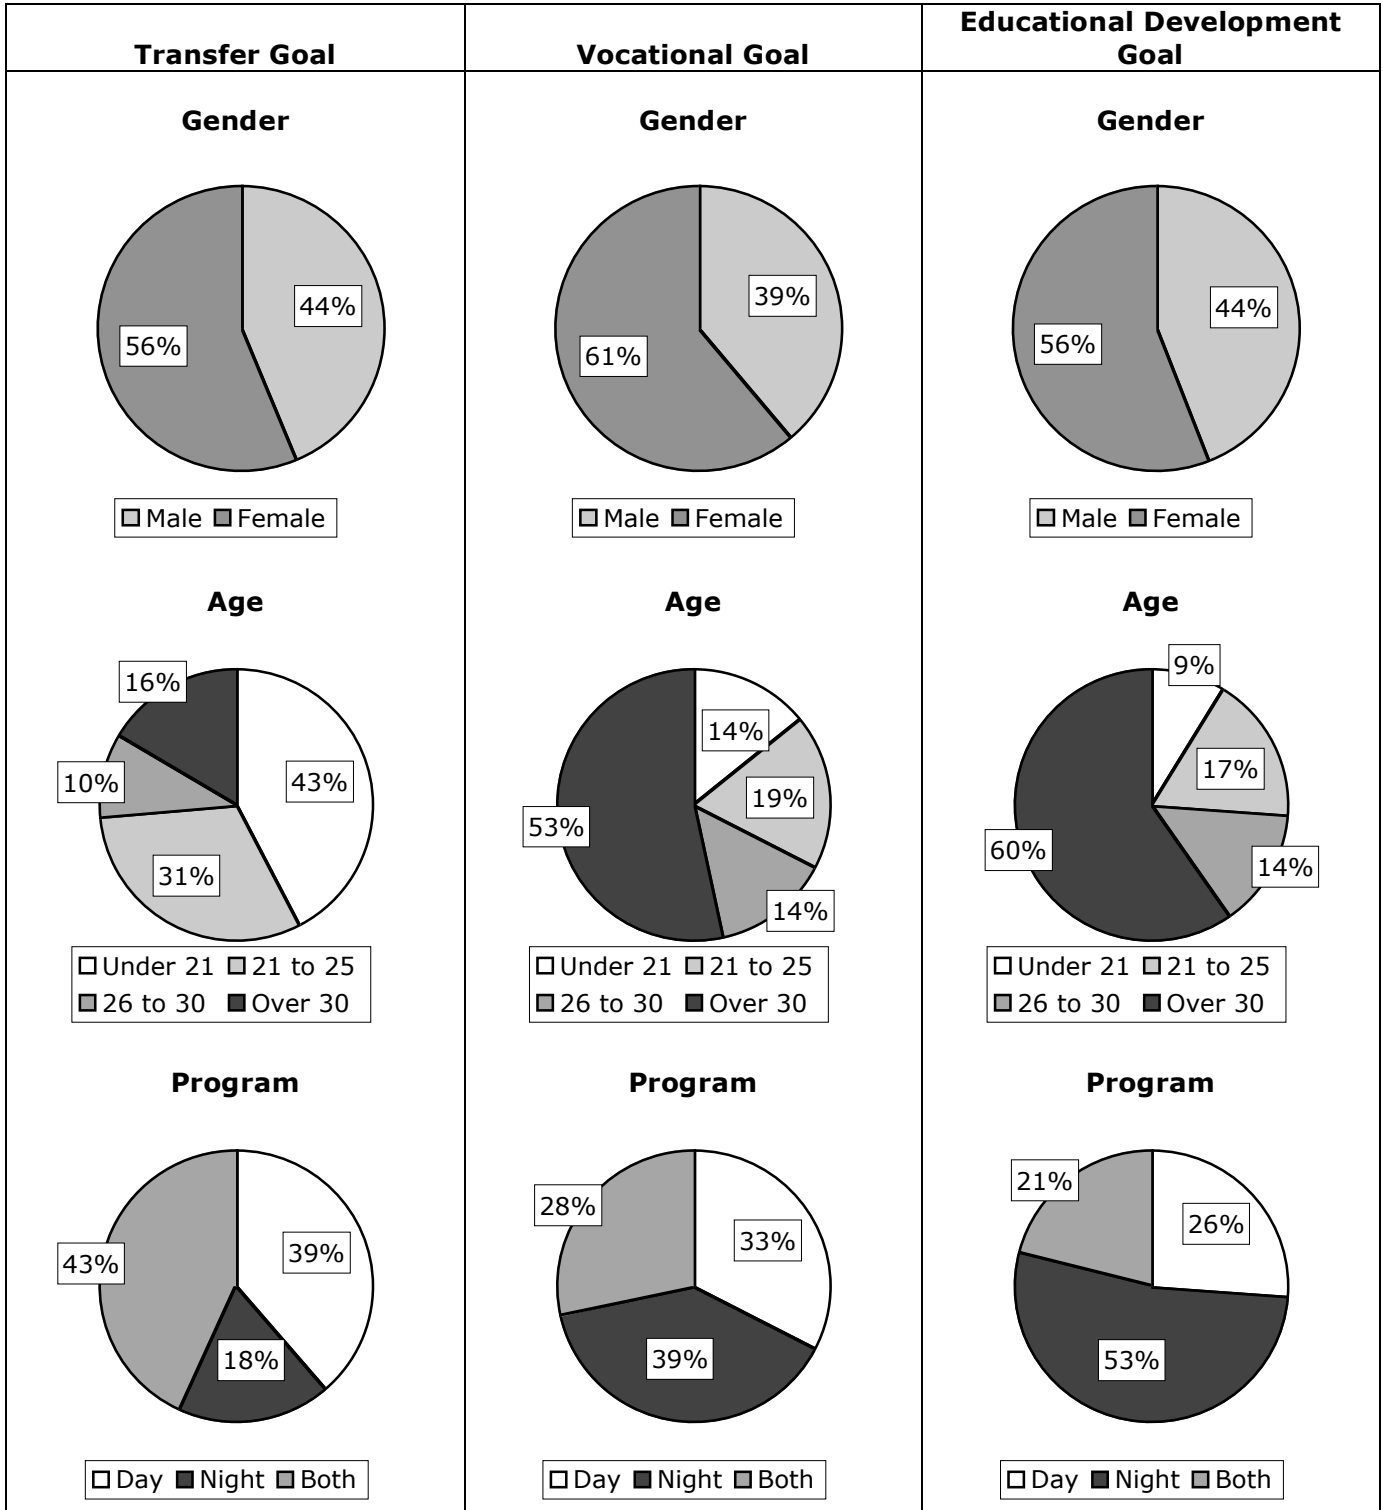 Transfer Goal
Vocational Goal
Educational Development
Goal
Gender
44%
56%
Male Female
Age
16%
43%
10%
31%
Under 21 21 to 25
26 to 30 Over 30
Program
39%
43%
18%
Day Night Both
Gender
39%
61%
Male Female
Age
14%
19%
53%
14%
Under 21 21 to 25
26 to 30 Over 30
Program
28%
33%
39%
Day Night Both
Gender
44%
56%
Male Female
Age
9%
17%
60%
14%
Under 21 21 to 25
26 to 30 Over 30
Program
21%
26%
53%
Day Night Both